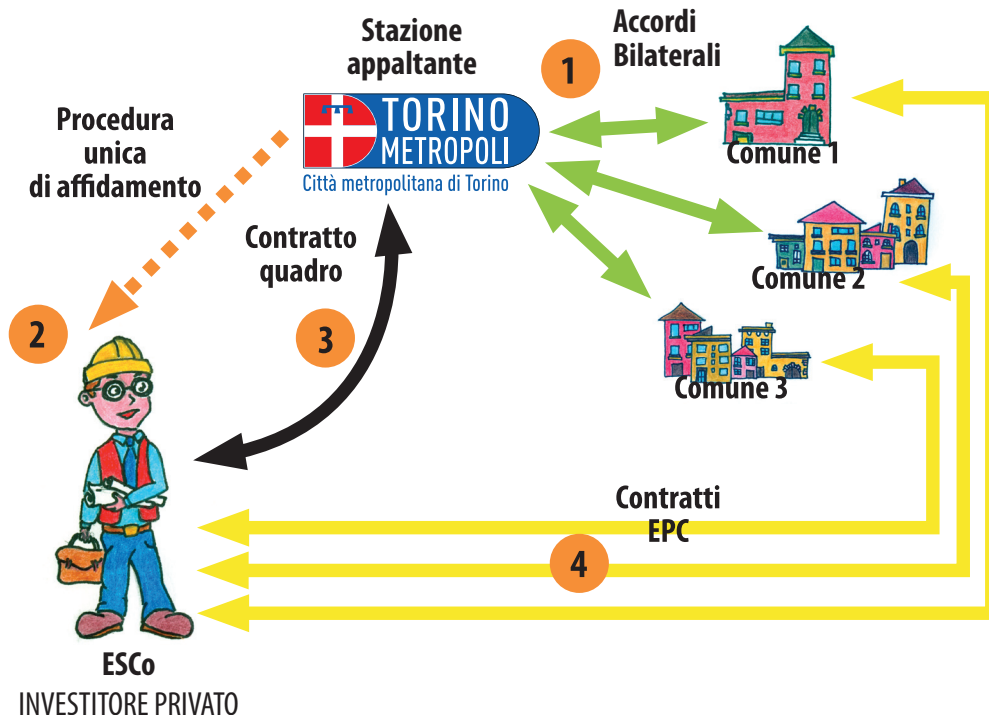 Stazione
appaltante
1
Accordi
Bilaterali
TORINO
METROPOLI
Città metropolitana di Torino
Procedura
unica
di affidamento
Comune 1
Comune 2
Comune 3
Contratto
quadro
2
3
Contratti
EPC
4
ESCo
INVESTITORE PRIVATO